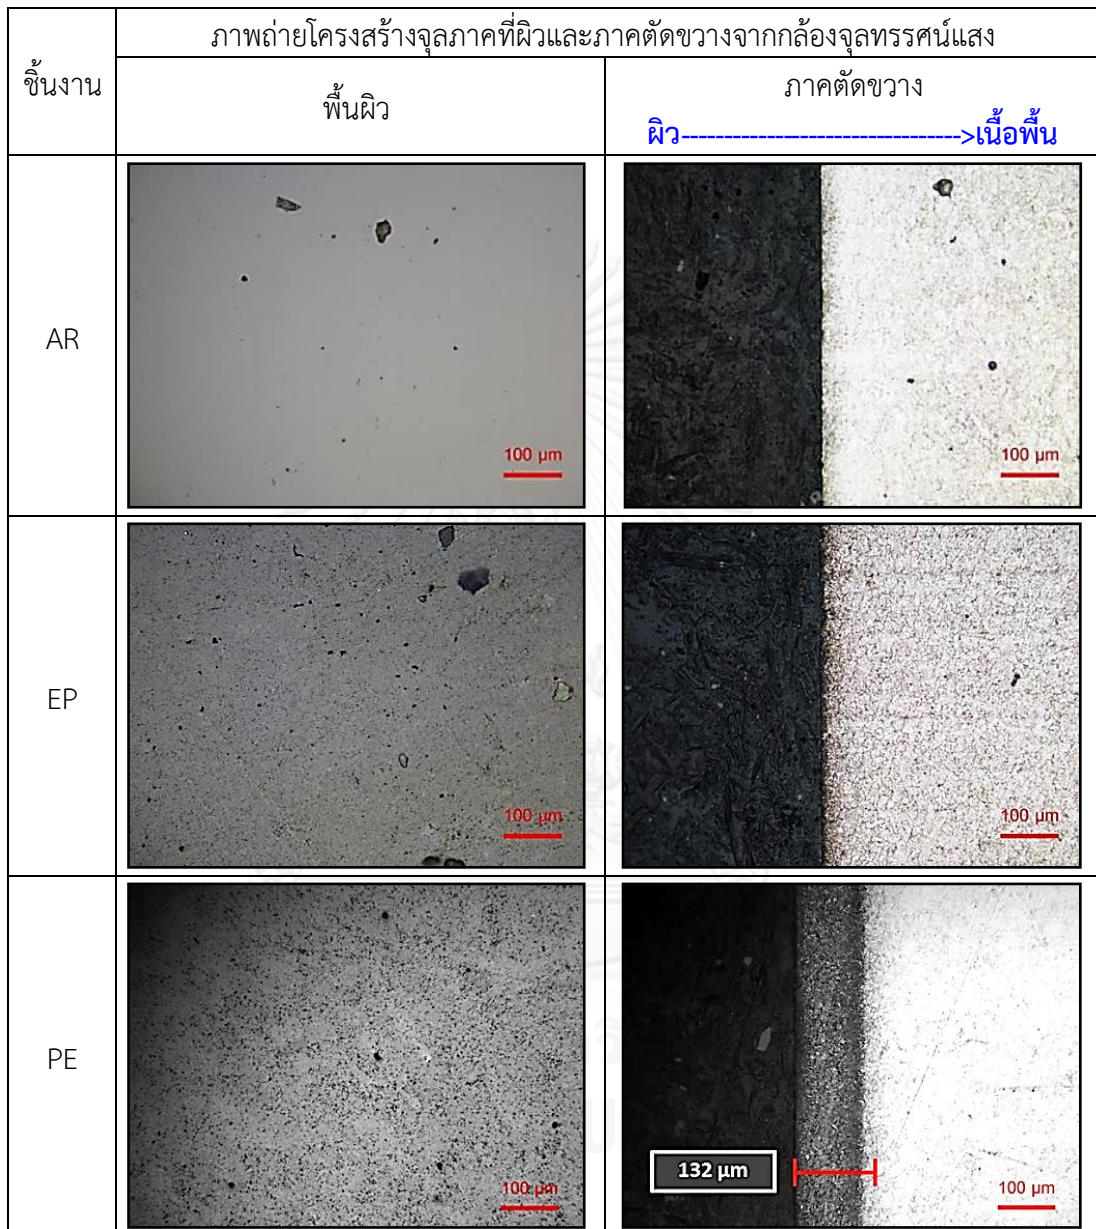 ชิ้นงาน
ภาพถ่ายโครงสร้างจุลภาคที่ผิวและภาคตัดขวางจากกล้องจุลทรรศน์แสง
พื้นผิว
ภาคตัดขวาง
ผิว--------------------------------->เนื้อพื้น
AR
100 µm
100 µm
EP
100 µm
100 µm
PE
100 µm
132 µm
100 µm